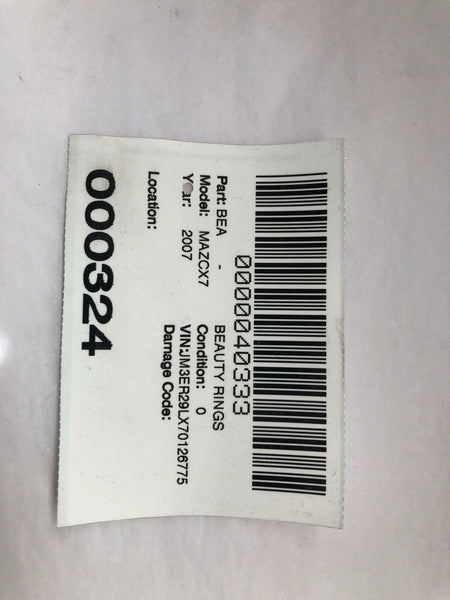 0000040333
Part: BEA - BEAUTY RINGS
Model: MAZCX7 Condition: 0
Year: 2007 VIN:JM3ER29LX70126775
Damage Code:
Location:
000324